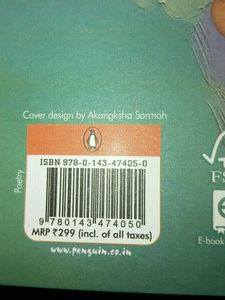 Cover design by Akangksha Sarmah
ISBN 978-0-143-47405-0
Poetry
9 780143 474050
MRP ₹299 (incl. of all taxes)
www.penguin.co.in
FS
E-book